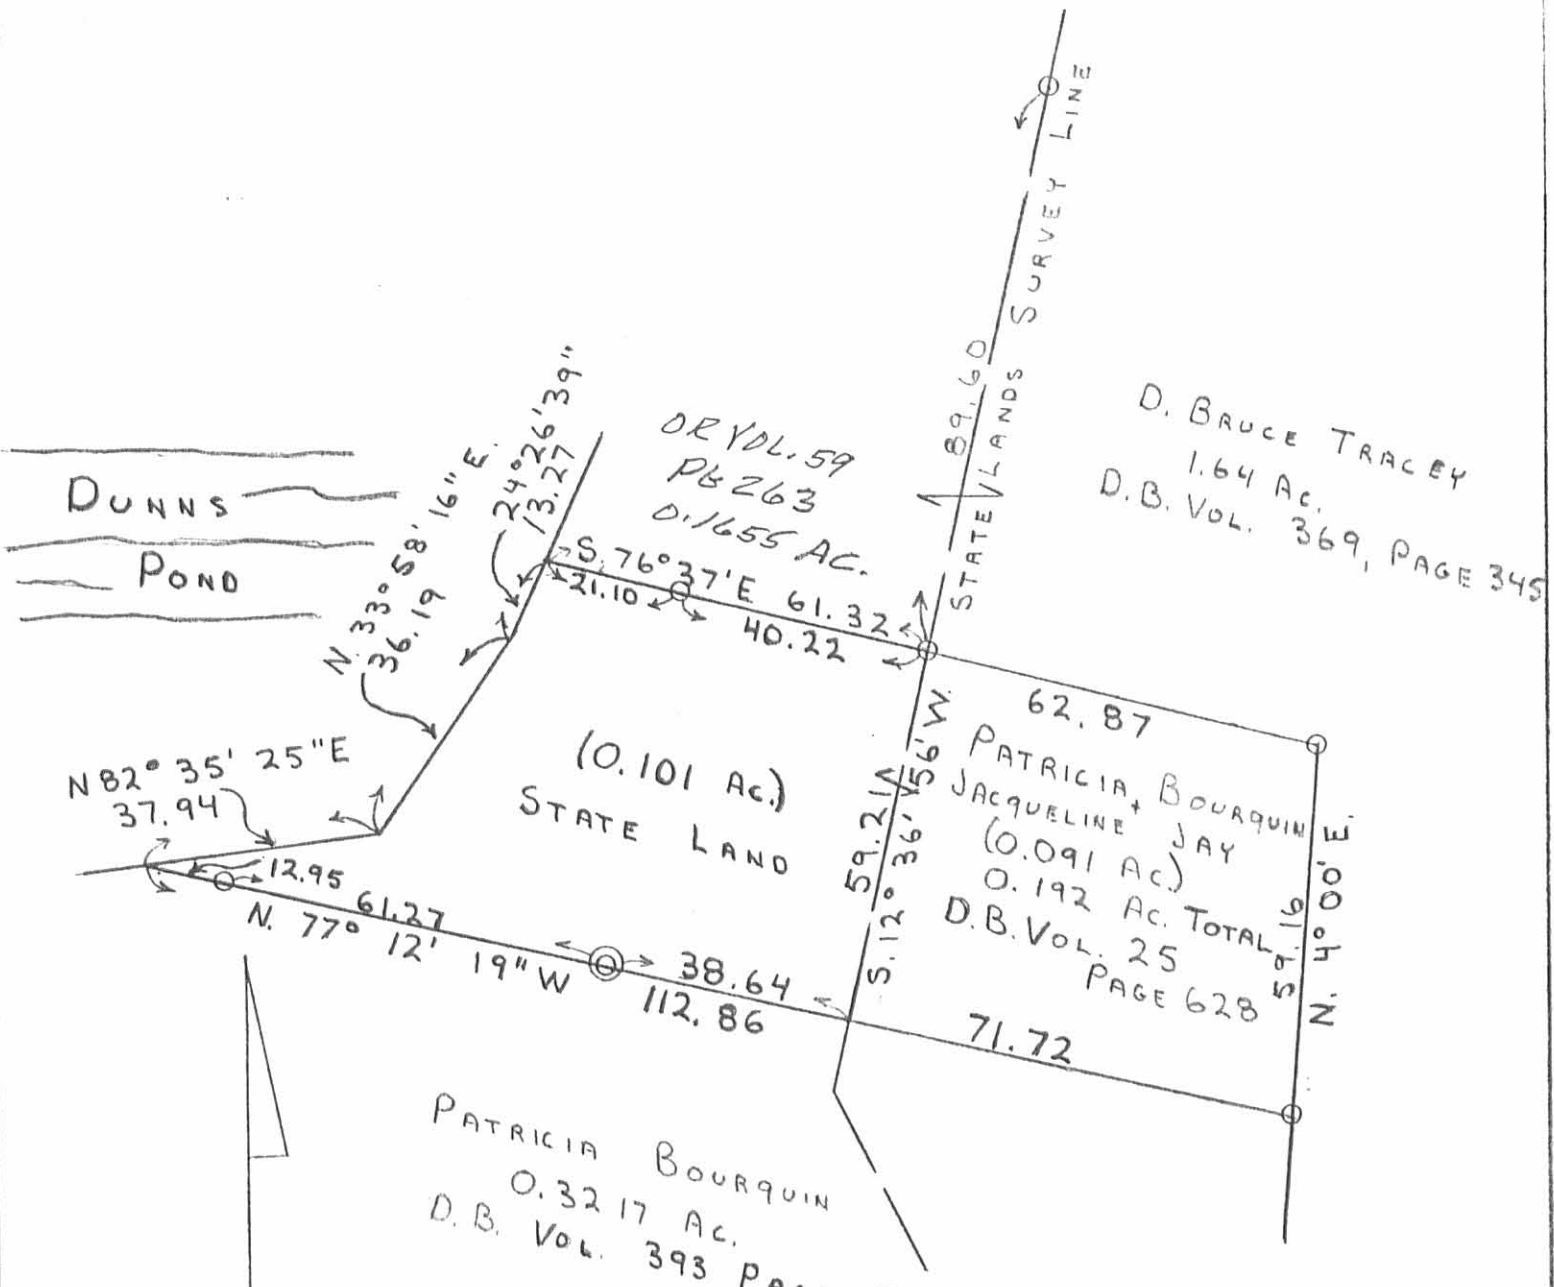 STATE LANDS SURVEY LINE
89.60
D. BRUCE TRACEY
1.64 AC.
D.B. VOL. 369, PAGE 345
OR VOL. 59
PG 263
0.1655 AC.
24° 26' 39"
13.27
N. 33° 58' 16" E.
36.19
DUNNS
POND
S. 76° 37' E 61.32
21.10
40.22
62.87
N 82° 35' 25" E
37.94
(0.101 AC.)
STATE LAND
59.21
S. 12° 36' 56" W.
PATRICIA BOURQUIN
+
JACQUELINE JAY
(0.091 AC.)
0.192 AC. TOTAL
D.B. VOL. 25
PAGE 628
59.16
N. 4° 00' E.
12.95
61.27
N. 77° 12' 19" W
38.64
112.86
71.72
PATRICIA BOURQUIN
0.3217 AC.
D.B. VOL. 393